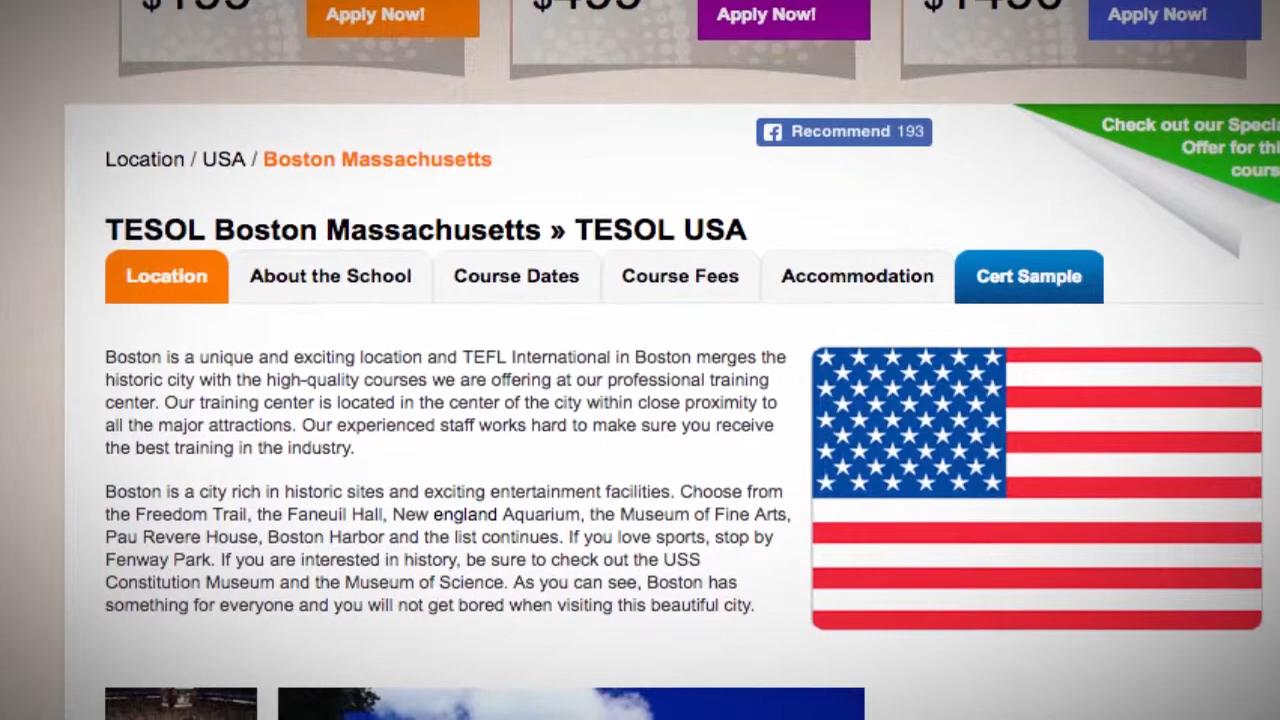 Apply Now!
Apply Now!
Apply Now!
Recommend 193
Check out our
Location / USA / Boston Massachusetts
Offer for
TESOL Boston Massachusetts » TESOL USA
Location About the School Course Dates Course Fees Accommodation Cert Sample
Boston is a unique and exciting location and TEFL International in Boston merges the
historic city with the high-quality courses we are offering at our professional training
center. Our training center is located in the center of the city within close proximity to
all the major attractions. Our experienced staff works hard to make sure you receive
the best training in the industry.
Boston is a city rich in historic sites and exciting entertainment facilities. Choose from
the Freedom Trail, the Faneuil Hall, New england Aquarium, the Museum of Fine Arts,
Pau Revere House, Boston Harbor and the list continues. If you love sports, stop by
Fenway Park. If you are interested in history, be sure to check out the USS
Constitution Museum and the Museum of Science. As you can see, Boston has
something for everyone and you will not get bored when visiting this beautiful city.